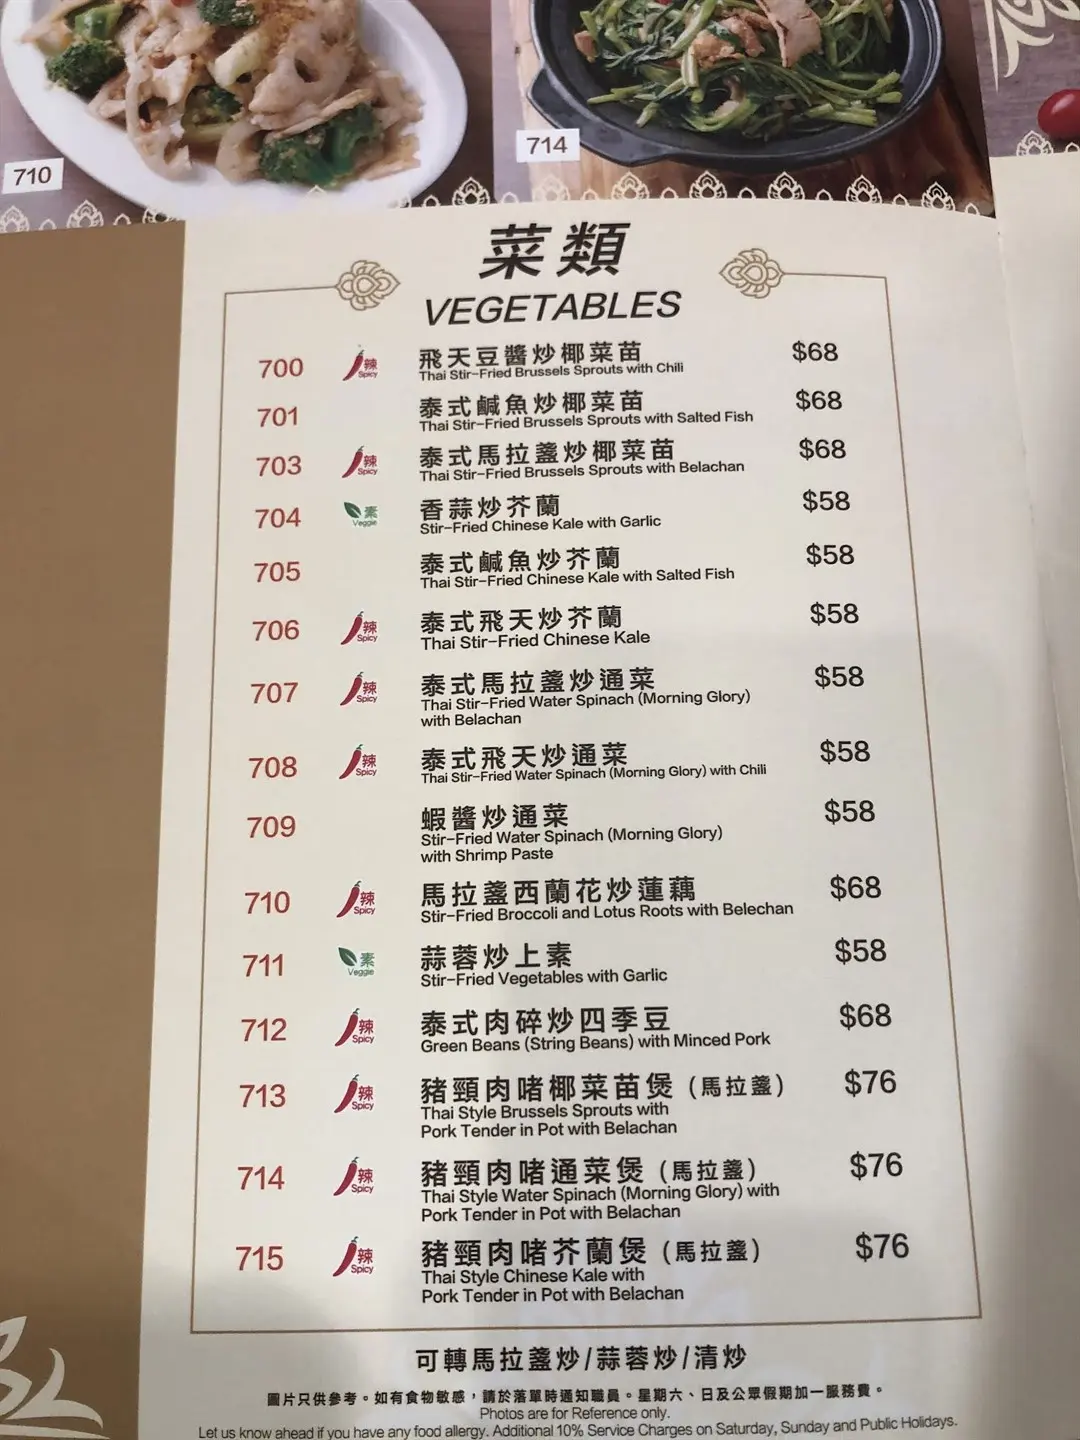 710
714
菜類
VEGETABLES
700 辣 Spicy 飛天豆醬炒椰菜苗 $68
Thai Stir-Fried Brussels Sprouts with Chili
701 泰式鹹魚炒椰菜苗 $68
Thai Stir-Fried Brussels Sprouts with Salted Fish
703 辣 Spicy 泰式馬拉盞炒椰菜苗 $68
Thai Stir-Fried Brussels Sprouts with Belachan
704 素 Veggie 香蒜炒芥蘭 $58
Stir-Fried Chinese Kale with Garlic
705 泰式鹹魚炒芥蘭 $58
Thai Stir-Fried Chinese Kale with Salted Fish
706 辣 Spicy 泰式飛天炒芥蘭 $58
Thai Stir-Fried Chinese Kale
707 辣 Spicy 泰式馬拉盞炒通菜 $58
Thai Stir-Fried Water Spinach (Morning Glory)
with Belachan
708 辣 Spicy 泰式飛天炒通菜 $58
Thai Stir-Fried Water Spinach (Morning Glory) with Chili
709 蝦醬炒通菜 $58
Stir-Fried Water Spinach (Morning Glory)
with Shrimp Paste
710 辣 Spicy 馬拉盞西蘭花炒蓮藕 $68
Stir-Fried Broccoli and Lotus Roots with Belechan
711 素 Veggie 蒜蓉炒上素 $58
Stir-Fried Vegetables with Garlic
712 辣 Spicy 泰式肉碎炒四季豆 $68
Green Beans (String Beans) with Minced Pork
713 辣 Spicy 豬頸肉啫椰菜苗煲（馬拉盞） $76
Thai Style Brussels Sprouts with
Pork Tender in Pot with Belachan
714 辣 Spicy 豬頸肉啫通菜煲（馬拉盞） $76
Thai Style Water Spinach (Morning Glory) with
Pork Tender in Pot with Belachan
715 辣 Spicy 豬頸肉啫芥蘭煲（馬拉盞） $76
Thai Style Chinese Kale with
Pork Tender in Pot with Belachan
可轉馬拉盞炒/蒜蓉炒/清炒
圖片只供參考。如有食物敏感，請於落單時通知職員。星期六、日及公眾假期加一服務費。
Photos are for Reference only.
Let us know ahead if you have any food allergy. Additional 10% Service Charges on Saturday, Sunday and Public Holidays.